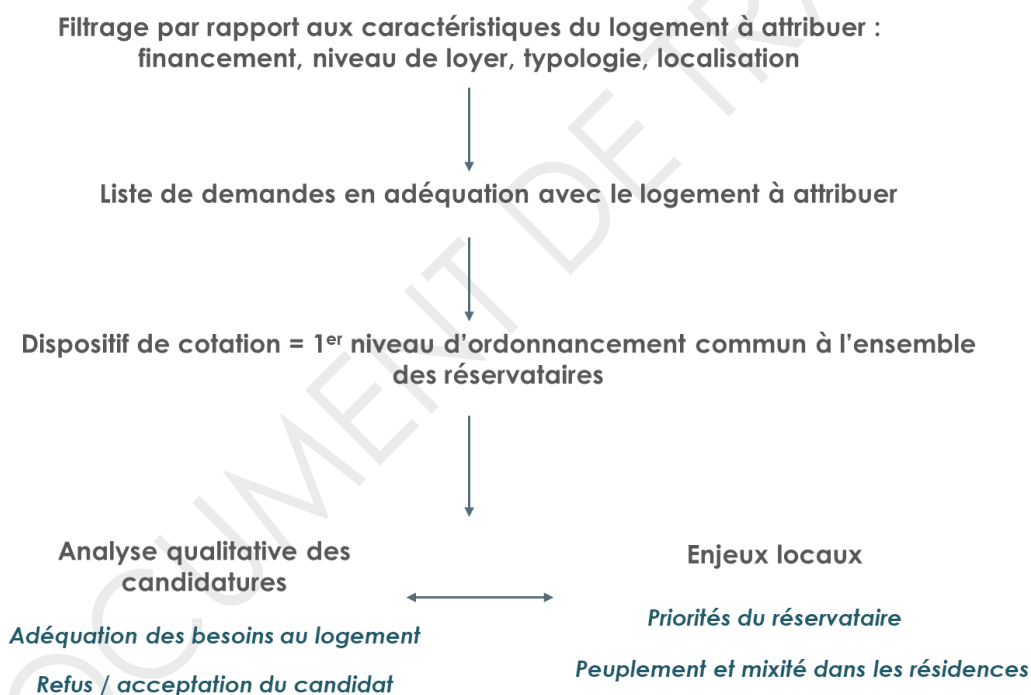 Filtrage par rapport aux caractéristiques du logement à attribuer :
financement, niveau de loyer, typologie, localisation
Liste de demandes en adéquation avec le logement à attribuer
Dispositif de cotation = 1er niveau d'ordonnancement commun à l'ensemble
des réservataires
Analyse qualitative des
candidatures
Adéquation des besoins au logement
Refus / acceptation du candidat
Enjeux locaux
Priorités du réservataire
Peuplement et mixité dans les résidences
DOCUMENT DE TRA